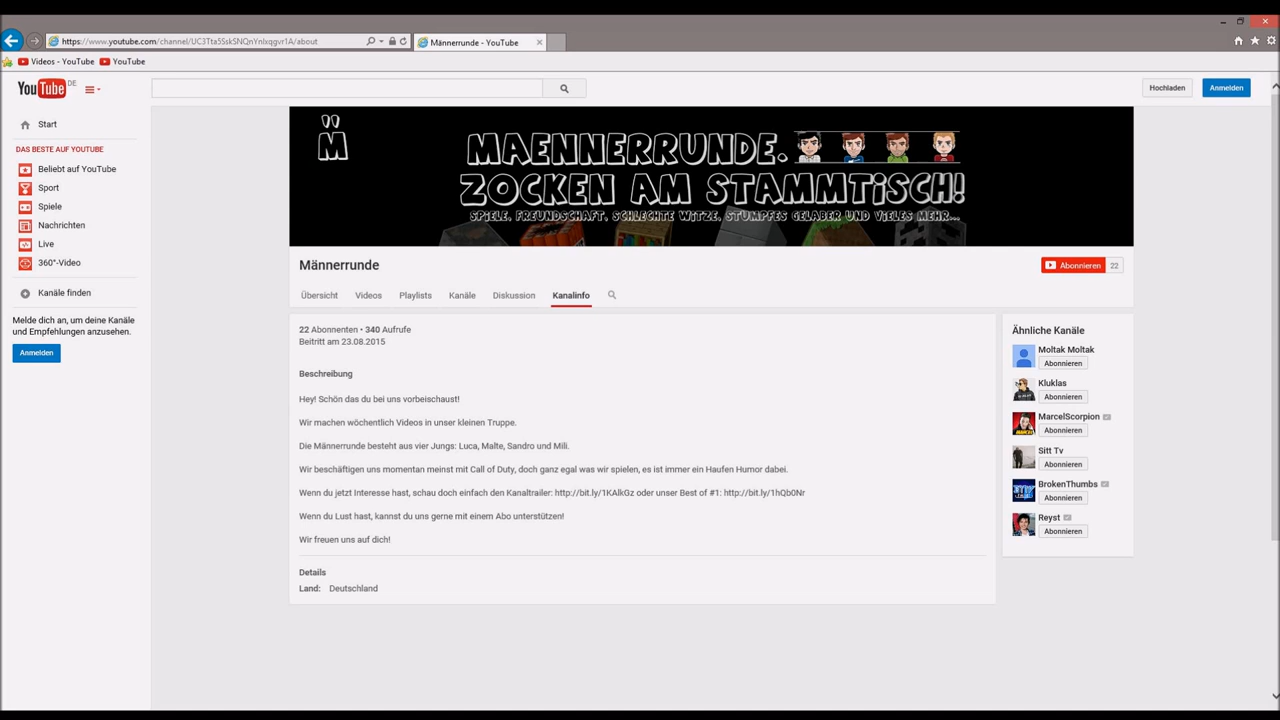 https://www.youtube.com/channel/UC3Tta5SskSNQnYnlxqgvr1A/about
Männerrunde - YouTube
Videos - YouTube YouTube
YouTube DE
Hochladen
Anmelden
Start
DAS BESTE AUF YOUTUBE
Beliebt auf YouTube
Sport
Spiele
Nachrichten
Live
360°-Video
Kanäle finden
Melde dich an, um deine Kanäle
und Empfehlungen anzusehen.
Anmelden
M̈
MAENNERRUNDE.
ZOCKEN AM STAMMTiSCH!
SPIELE, FREUNDSCHAFT, SCHLECHTE WITZE, STUMPFES GELABER UND VIELES MEHR...
Männerrunde
Abonnieren 22
Übersicht Videos Playlists Kanäle Diskussion Kanalinfo
22 Abonnenten • 340 Aufrufe
Beitritt am 23.08.2015
Beschreibung
Hey! Schön das du bei uns vorbeischaust!
Wir machen wöchentlich Videos in unser kleinen Truppe.
Die Männerrunde besteht aus vier Jungs: Luca, Malte, Sandro und Mili.
Wir beschäftigen uns momentan meinst mit Call of Duty, doch ganz egal was wir spielen, es ist immer ein Haufen Humor dabei.
Wenn du jetzt Interesse hast, schau doch einfach den Kanaltrailer: http://bit.ly/1KAlkGz oder unser Best of #1: http://bit.ly/1hQb0Nr
Wenn du Lust hast, kannst du uns gerne mit einem Abo unterstützen!
Wir freuen uns auf dich!
Details
Land: Deutschland
Ähnliche Kanäle
Moltak Moltak
Abonnieren
Kluklas
Abonnieren
MarcelScorpion
Abonnieren
Sitt Tv
Abonnieren
BrokenThumbs
Abonnieren
Reyst
Abonnieren